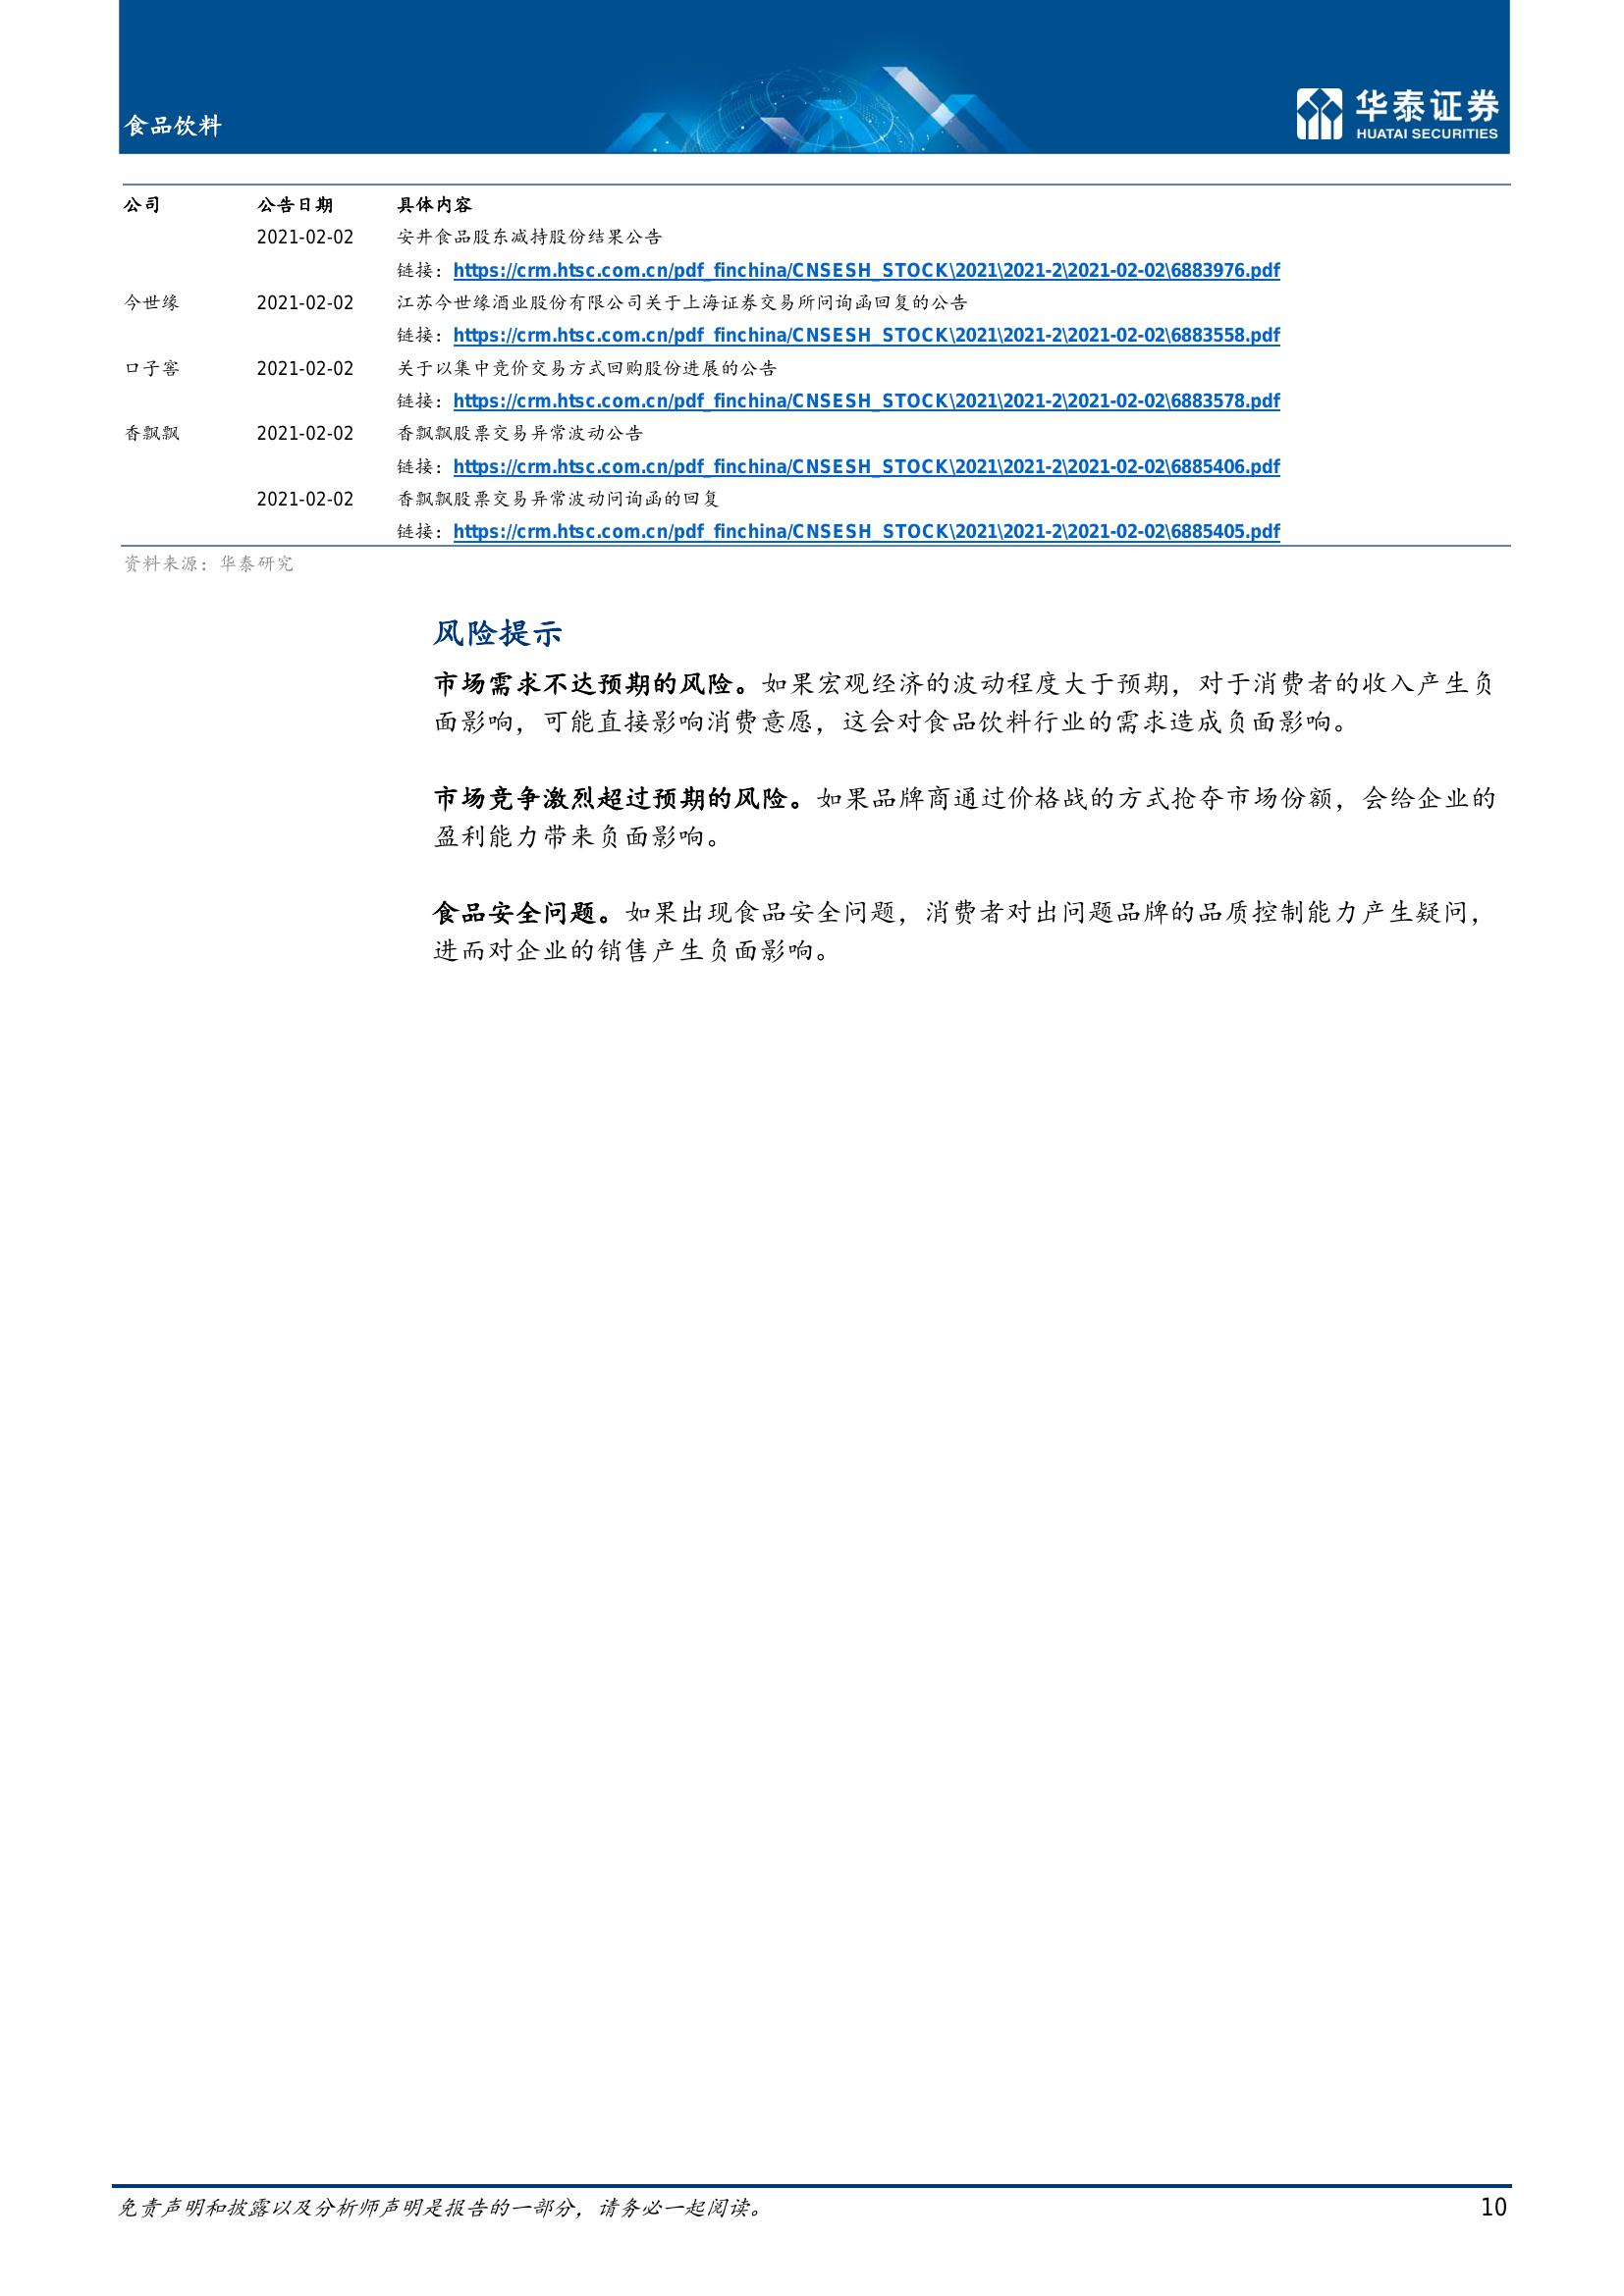 食品饮料
华泰证券
HUATAI SECURITIES
公司 公告日期 具体内容
2021-02-02 安井食品股东减持股份结果公告
链接：https://crm.htsc.com.cn/pdf_finchina/CNSESH_STOCK\2021\2021-2\2021-02-02\6883976.pdf
今世缘 2021-02-02 江苏今世缘酒业股份有限公司关于上海证券交易所问询函回复的公告
链接：https://crm.htsc.com.cn/pdf_finchina/CNSESH_STOCK\2021\2021-2\2021-02-02\6883558.pdf
口子窖 2021-02-02 关于以集中竞价交易方式回购股份进展的公告
链接：https://crm.htsc.com.cn/pdf_finchina/CNSESH_STOCK\2021\2021-2\2021-02-02\6883578.pdf
香飘飘 2021-02-02 香飘飘股票交易异常波动公告
链接：https://crm.htsc.com.cn/pdf_finchina/CNSESH_STOCK\2021\2021-2\2021-02-02\6885406.pdf
2021-02-02 香飘飘股票交易异常波动问询函的回复
链接：https://crm.htsc.com.cn/pdf_finchina/CNSESH_STOCK\2021\2021-2\2021-02-02\6885405.pdf
资料来源：华泰研究
风险提示
市场需求不达预期的风险。如果宏观经济的波动程度大于预期，对于消费者的收入产生负
面影响，可能直接影响消费意愿，这会对食品饮料行业的需求造成负面影响。
市场竞争激烈超过预期的风险。如果品牌商通过价格战的方式抢夺市场份额，会给企业的
盈利能力带来负面影响。
食品安全问题。如果出现食品安全问题，消费者对出问题品牌的品质控制能力产生疑问，
进而对企业的销售产生负面影响。
免责声明和披露以及分析师声明是报告的一部分，请务必一起阅读。 10